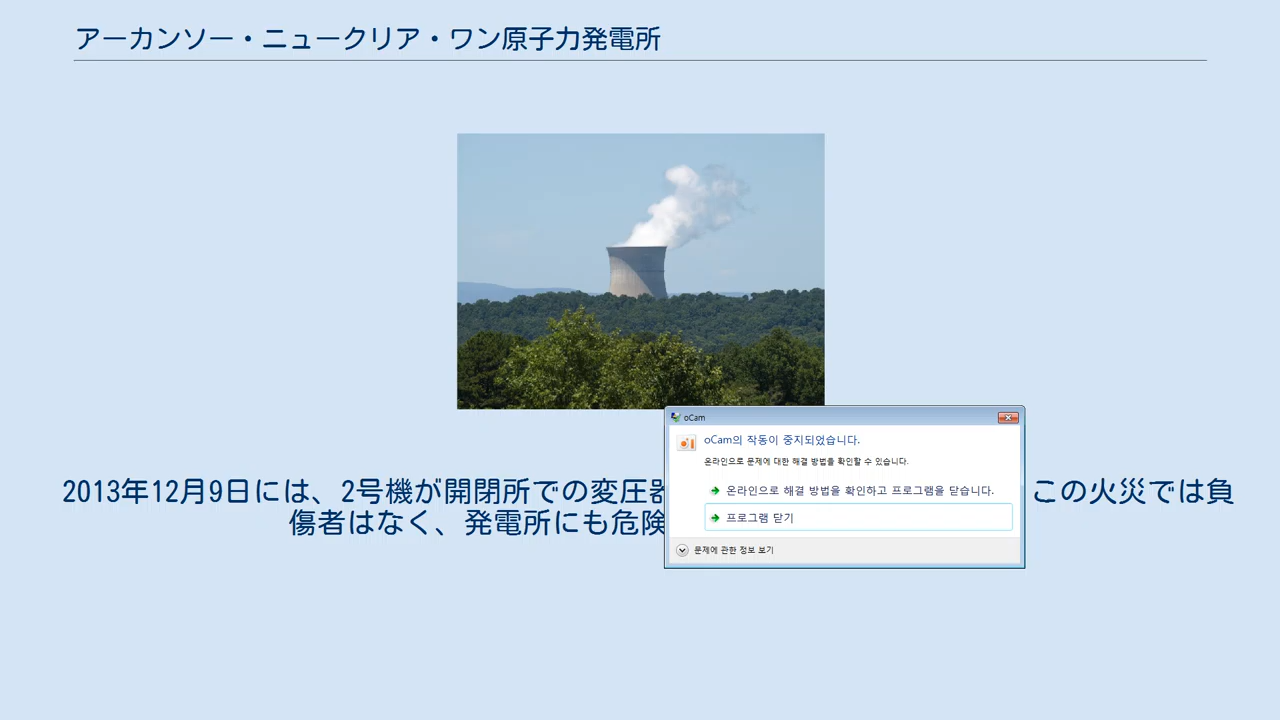 アーカンソー・ニュークリア・ワン原子力発電所
oCam
oCam의 작동이 중지되었습니다.
온라인으로 문제에 대한 해결 방법을 확인할 수 있습니다.
온라인으로 해결 방법을 확인하고 프로그램을 닫습니다.
프로그램 닫기
문제에 관한 정보 보기
2013年12月9日には、2号機が開閉所での変圧器 この火災では負
傷者はなく、発電所にも危険